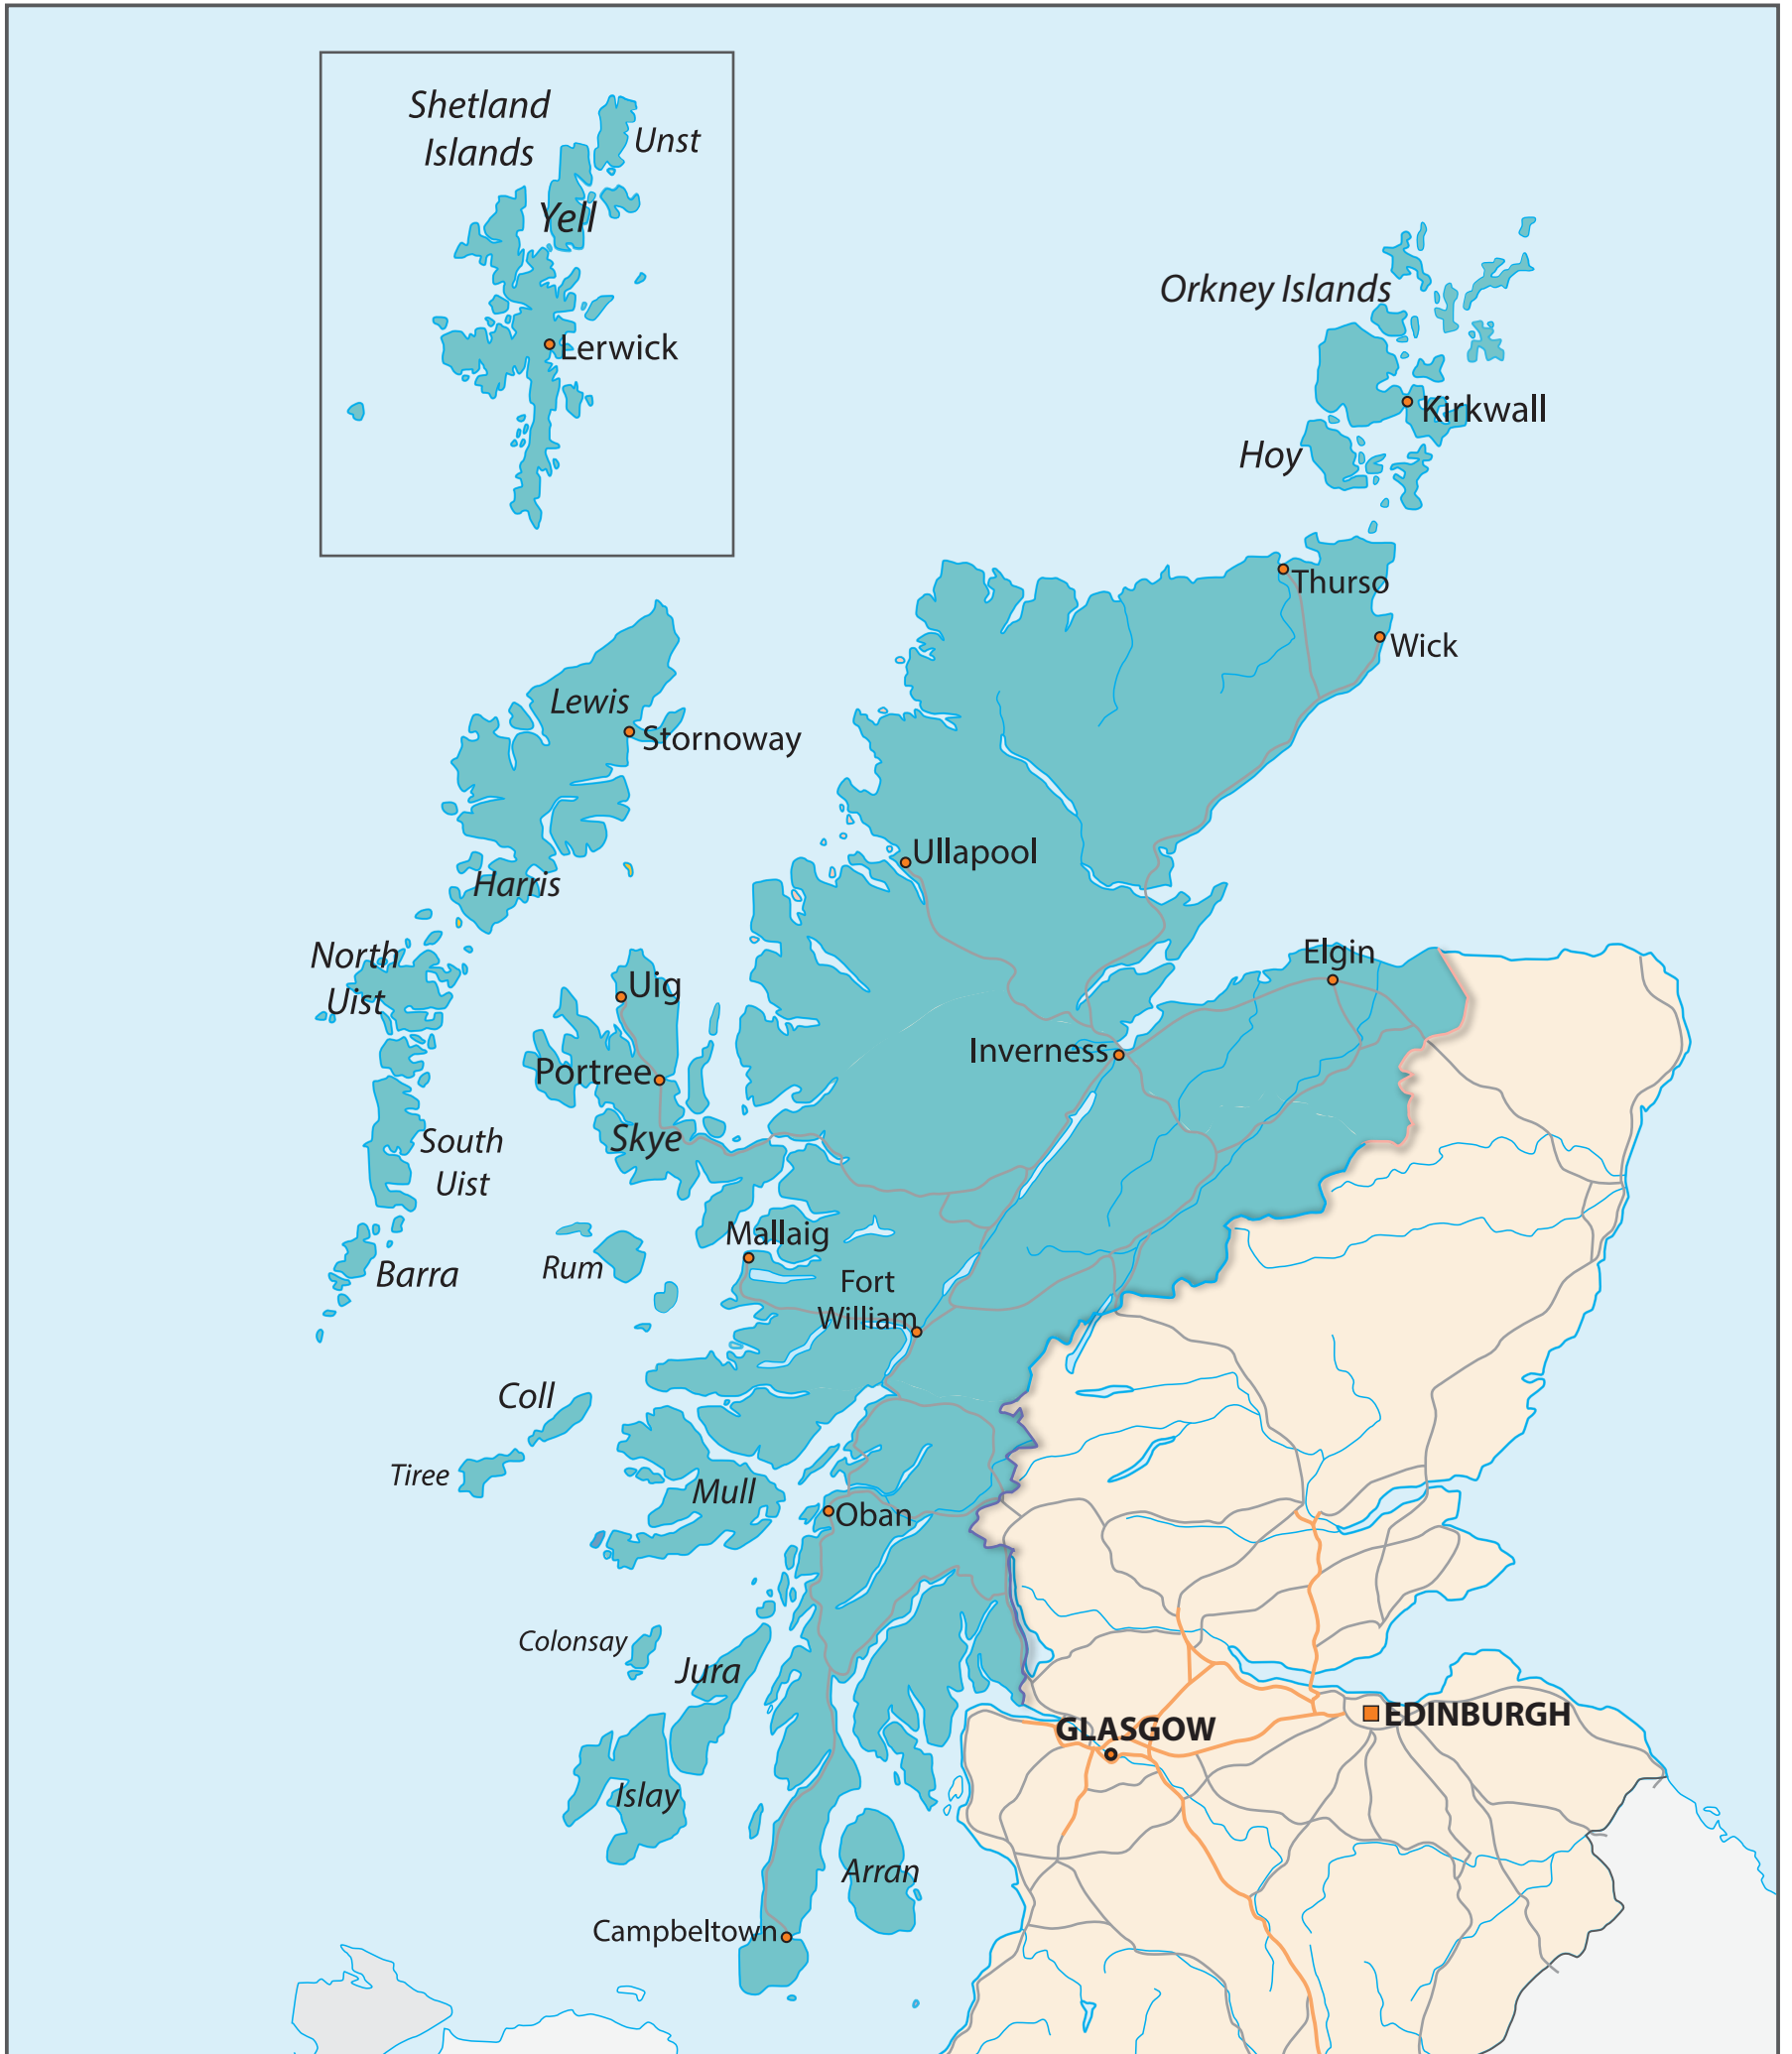 Shetland
Islands
Unst
Yell
Lerwick
Orkney Islands
Kirkwall
Hoy
Thurso
Wick
Lewis
Stornoway
Ullapool
Harris
North
Uist
Uig
Elgin
Inverness
Portree
Skye
South
Uist
Mallaig
Rum
Barra
Fort
William
Coll
Tiree
Mull
Oban
Colonsay
Jura
GLASGOW
EDINBURGH
Islay
Arran
Campbeltown